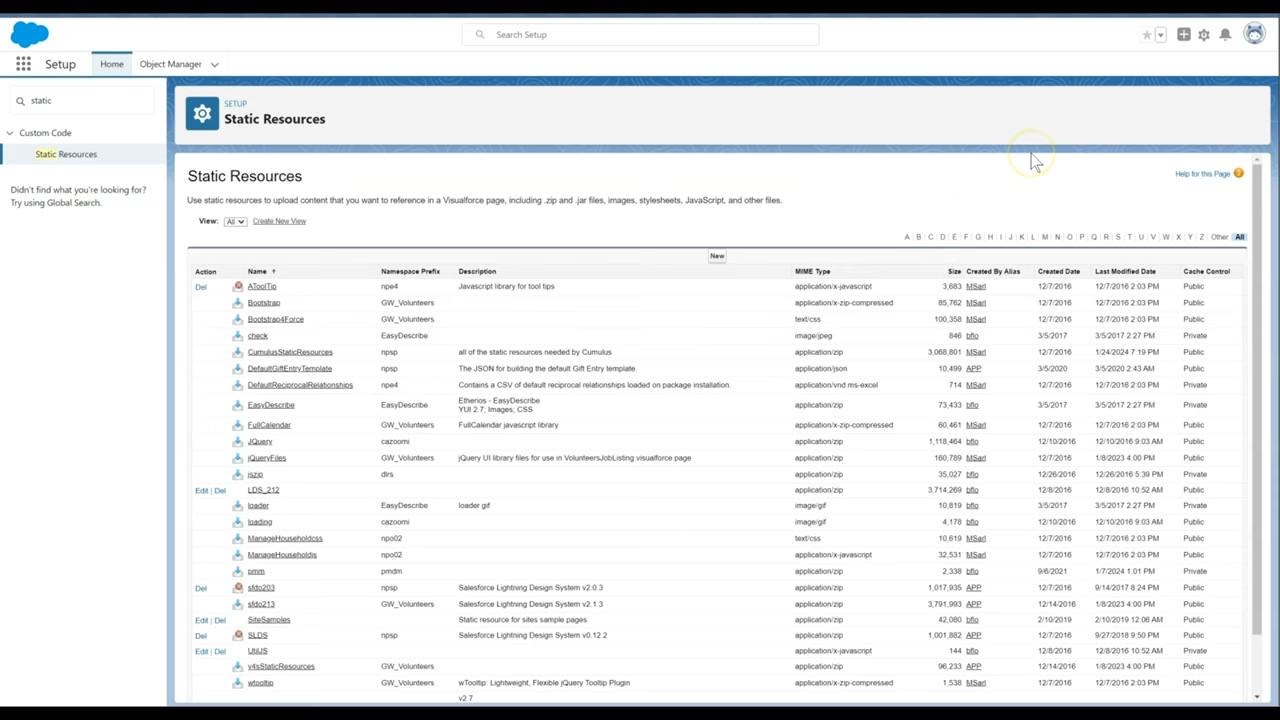 Search Setup
Setup
Home
Object Manager
static
Custom Code
Static Resources
Didn't find what you're looking for?
Try using Global Search.
SETUP
Static Resources
Static Resources
Help for this Page
Use static resources to upload content that you want to reference in a Visualforce page, including .zip and .jar files, images, stylesheets, JavaScript, and other files.
View: All Create New View
A B C D E F G H I J K L M N O P Q R S T U V W X Y Z Other All
New
Action Name Namespace Prefix Description MIME Type Size Created By Alias Created Date Last Modified Date Cache Control
Del AToolTip npe4 Javascript library for tool tips application/x-javascript 3,683 MSarl 12/7/2016 12/7/2016 2:03 PM Public
Bootstrap GW_Volunteers application/x-zip-compressed 85,762 MSarl 12/7/2016 12/7/2016 2:03 PM Public
Bootstrap4Force GW_Volunteers text/css 100,358 MSarl 12/7/2016 12/7/2016 2:03 PM Public
check EasyDescribe image/jpeg 846 bflo 3/5/2017 3/5/2017 2:27 PM Private
CumulusStaticResources npsp all of the static resources needed by Cumulus application/zip 3,068,801 MSarl 12/7/2016 1/24/2024 7:19 PM Public
DefaultGiftEntryTemplate npsp The JSON for building the default Gift Entry template. application/json 10,499 APP 3/5/2020 3/5/2020 2:43 AM Public
DefaultReciprocalRelationships npe4 Contains a CSV of default reciprocal relationships loaded on package installation. application/vnd.ms-excel 714 MSarl 12/7/2016 12/7/2016 2:03 PM Private
EasyDescribe EasyDescribe Etherios - EasyDescribe application/zip 73,433 bflo 3/5/2017 3/5/2017 2:27 PM Private
YUI 2.7; Images; CSS
FullCalendar GW_Volunteers FullCalendar javascript library application/x-zip-compressed 60,461 MSarl 12/7/2016 12/7/2016 2:03 PM Public
JQuery cazoomi application/zip 1,118,464 bflo 12/10/2016 12/10/2016 9:03 AM Public
jQueryFiles GW_Volunteers jQuery UI library files for use in VolunteersJobListing visualforce page application/zip 160,789 MSarl 12/7/2016 1/8/2023 4:00 PM Public
jszip dlrs application/zip 35,027 bflo 12/26/2016 12/26/2016 5:39 PM Private
Edit | Del LDS_212 application/zip 3,714,269 bflo 12/8/2016 12/8/2016 10:52 AM Public
loader EasyDescribe loader gif image/gif 10,819 bflo 3/5/2017 3/5/2017 2:27 PM Private
loading cazoomi image/gif 4,178 bflo 12/10/2016 12/10/2016 9:03 AM Public
ManageHouseholdcss npo02 text/css 10,619 MSarl 12/7/2016 12/7/2016 2:03 PM Public
ManageHouseholdjs npo02 application/x-javascript 32,531 MSarl 12/7/2016 12/7/2016 2:03 PM Public
pmm pmdm application/zip 2,338 bflo 9/6/2021 1/7/2024 1:01 PM Private
Del sfdo203 npsp Salesforce Lightning Design System v2.0.3 application/zip 1,017,935 APP 12/7/2016 9/14/2017 8:24 PM Public
sfdo213 GW_Volunteers Salesforce Lightning Design System v2.1.3 application/zip 3,791,993 APP 12/14/2016 1/8/2023 4:00 PM Public
Edit | Del SiteSamples Static resource for sites sample pages application/zip 42,080 bflo 2/10/2019 2/10/2019 12:06 AM Public
Del SLDS npsp Salesforce Lightning Design System v0.12.2 application/zip 1,001,882 APP 12/7/2016 9/27/2018 9:50 PM Public
Edit | Del UtilJS application/x-javascript 144 bflo 12/8/2016 12/8/2016 10:52 AM Public
v4sStaticResources GW_Volunteers application/zip 96,233 APP 12/14/2016 1/8/2023 4:00 PM Public
wtooltip GW_Volunteers wTooltip: Lightweight, Flexible jQuery Tooltip Plugin application/x-zip-compressed 1,538 MSarl 12/7/2016 12/7/2016 2:03 PM Public
v2.7